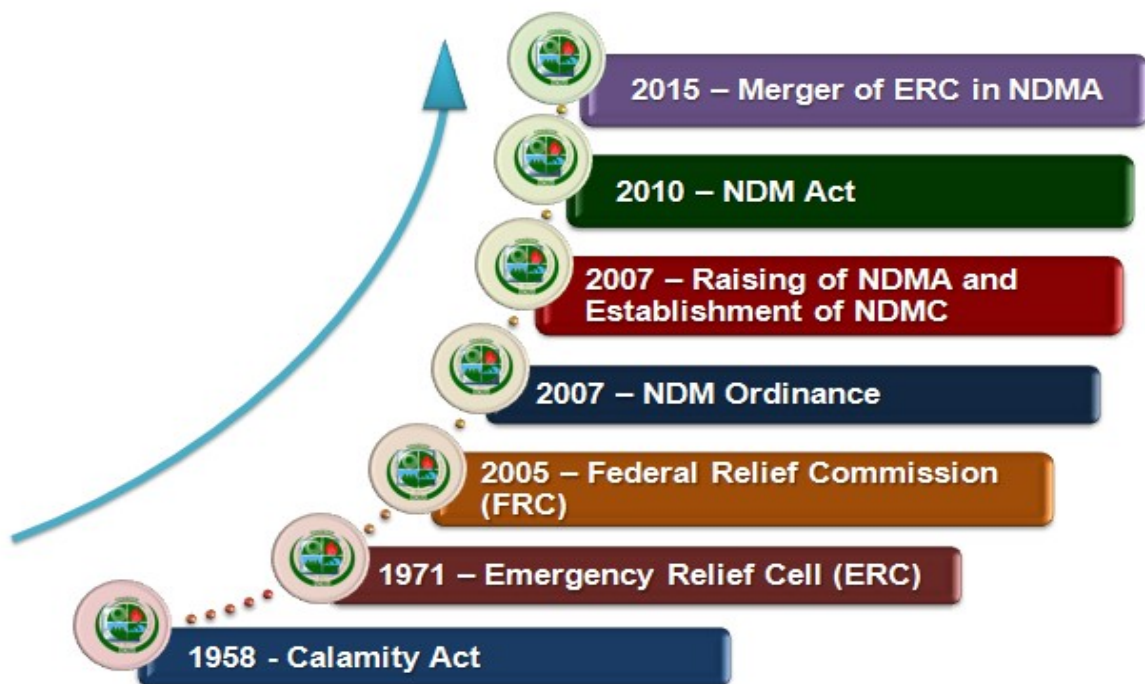 2015 – Merger of ERC in NDMA
2010 – NDM Act
2007 – Raising of NDMA and
Establishment of NDMC
2007 – NDM Ordinance
2005 – Federal Relief Commission
(FRC)
1971 – Emergency Relief Cell (ERC)
1958 - Calamity Act